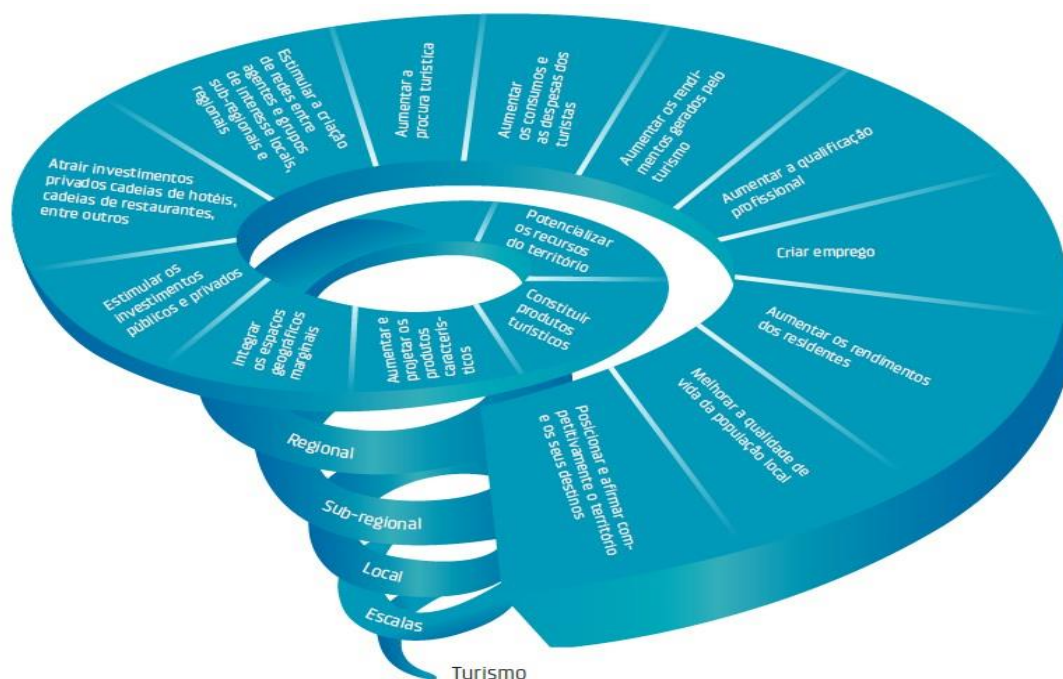 Estimular a criação
de redes entre
agentes e grupos
de interesse locais,
sub-regionais e
regionais
Aumentar a
procura turística
Aumentar
os consumos e
as despesas dos
turistas
Aumentar os rendi-
mentos gerados pelo
turismo
Aumentar a qualificação
profissional
Criar emprego
Aumentar os rendimentos
dos residentes
Melhorar a qualidade de
vida da população local
Posicionar e afirmar com-
petitivamente o território
e os seus destinos
Atrair investimentos
privados cadeias de hotéis,
cadeias de restaurantes,
entre outros
Estimular os
investimentos
públicos e privados
Integrar
os espaços
geográficos
marginais
Aumentar e
projetar os
produtos
caracterís-
ticos
Constituir
produtos
turísticos
Potencializar
os recursos
do território
Regional
Sub-regional
Local
Escalas
Turismo